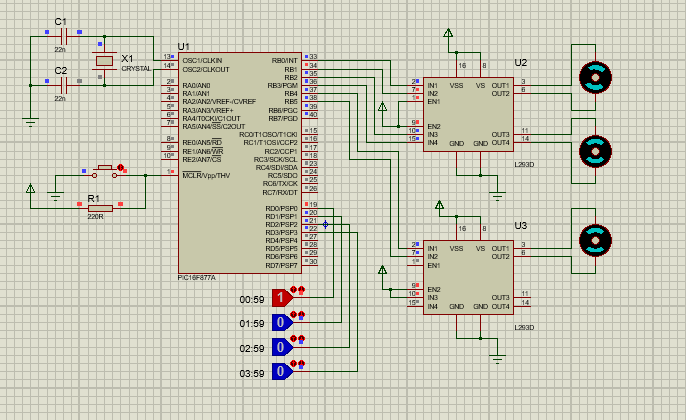 C1
22n
C2
22n
X1
CRYSTAL
R1
220R
U1
13 OSC1/CLKIN
14 OSC2/CLKOUT
2 RA0/AN0
3 RA1/AN1
4 RA2/AN2/VREF-/CVREF
5 RA3/AN3/VREF+
6 RA4/T0CKI/C1OUT
7 RA5/AN4/SS/C2OUT
8 RE0/AN5/RD
9 RE1/AN6/WR
10 RE2/AN7/CS
1 MCLR/Vpp/THV
RB0/INT 33
RB1 34
RB2 35
RB3/PGM 36
RB4 37
RB5 38
RB6/PGC 39
RB7/PGD 40
RC0/T1OSO/T1CKI 15
RC1/T1OSI/CCP2 16
RC2/CCP1 17
RC3/SCK/SCL 18
RC4/SDI/SDA 23
RC5/SDO 24
RC6/TX/CK 25
RC7/RX/DT 26
RD0/PSP0 19
RD1/PSP1 20
RD2/PSP2 21
RD3/PSP3 22
RD4/PSP4 27
RD5/PSP5 28
RD6/PSP6 29
RD7/PSP7 30
PIC16F877A
00:59 1
01:59 0
02:59 0
03:59 0
U2
16 8
2 IN1 VSS VS OUT1 3
7 IN2 OUT2 6
1 EN1
9 EN2
10 IN3 OUT3 11
15 IN4 GND GND OUT4 14
L293D
U3
16 8
2 IN1 VSS VS OUT1 3
7 IN2 OUT2 6
1 EN1
9 EN2
10 IN3 OUT3 11
15 IN4 GND GND OUT4 14
L293D